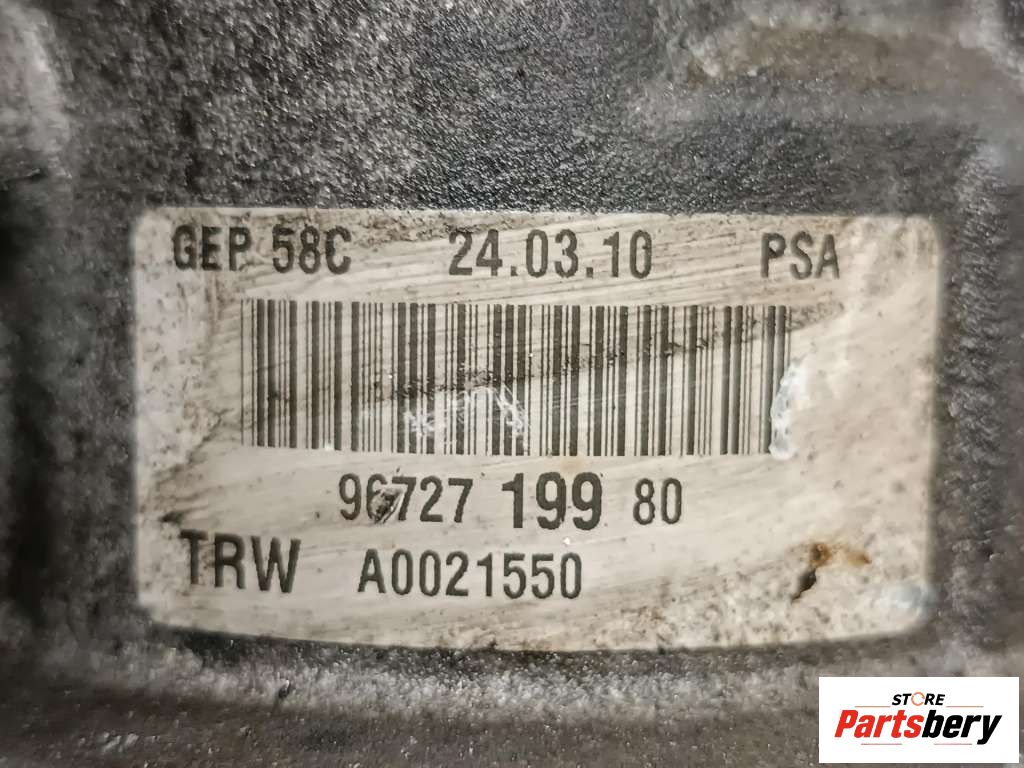 GEP 58C 24.03.10 PSA
96727 199 80
TRW A0021550
STORE
Partsbery